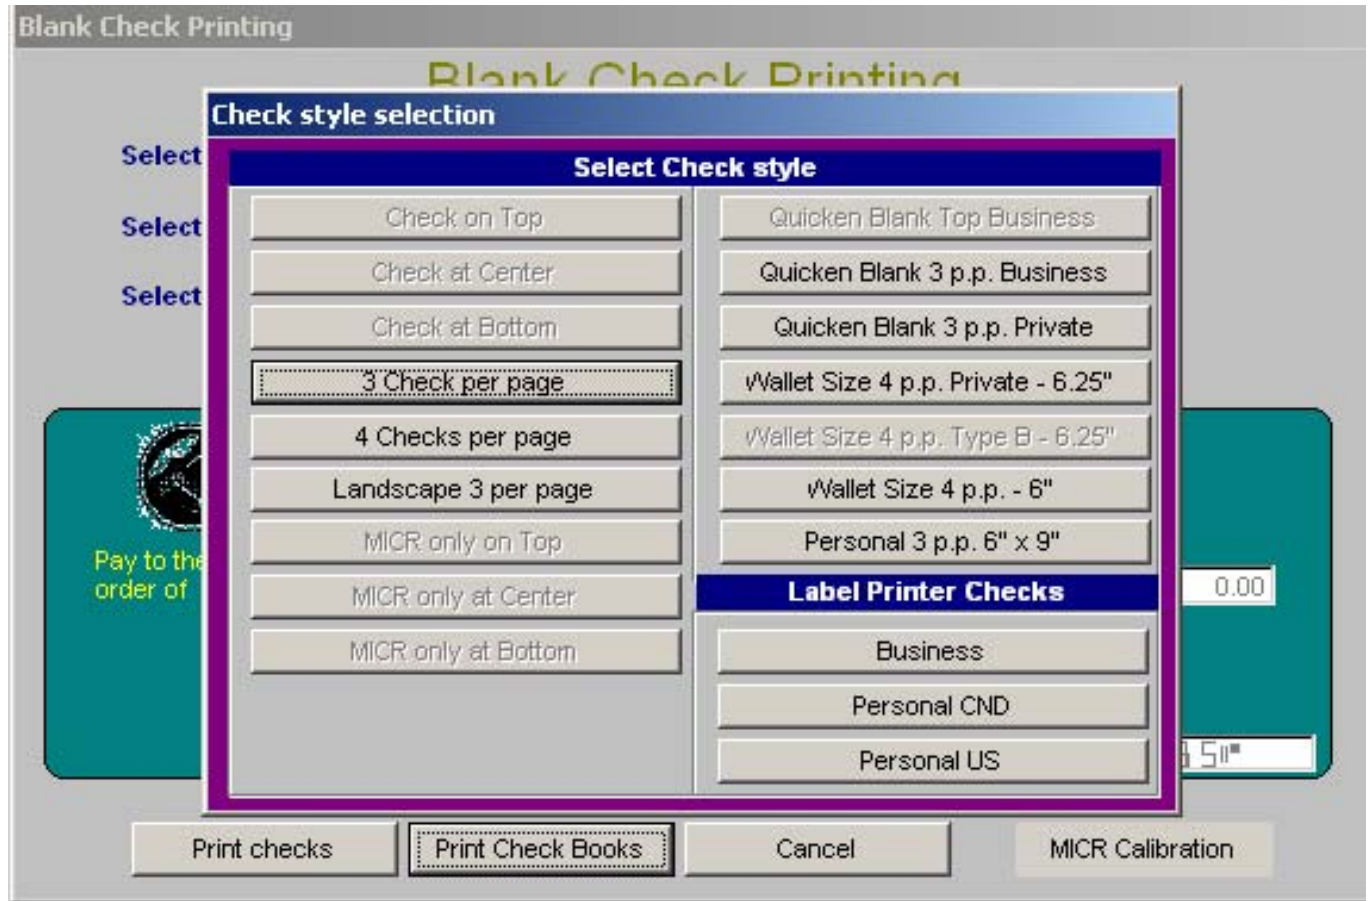 Blank Check Printing
Blank Check Printing
Check style selection
Select
Select
Select
Select Check style
Check on Top
Check at Center
Check at Bottom
3 Check per page
4 Checks per page
Landscape 3 per page
MICR only on Top
MICR only at Center
MICR only at Bottom
Quicken Blank Top Business
Quicken Blank 3 p.p. Business
Quicken Blank 3 p.p. Private
Wallet Size 4 p.p. Private - 6.25"
Wallet Size 4 p.p. Type B - 6.25"
Wallet Size 4 p.p. - 6"
Personal 3 p.p. 6" x 9"
Label Printer Checks
Business
Personal CND
Personal US
Pay to the
order of
0.00
5⑈
Print checks
Print Check Books
Cancel
MICR Calibration